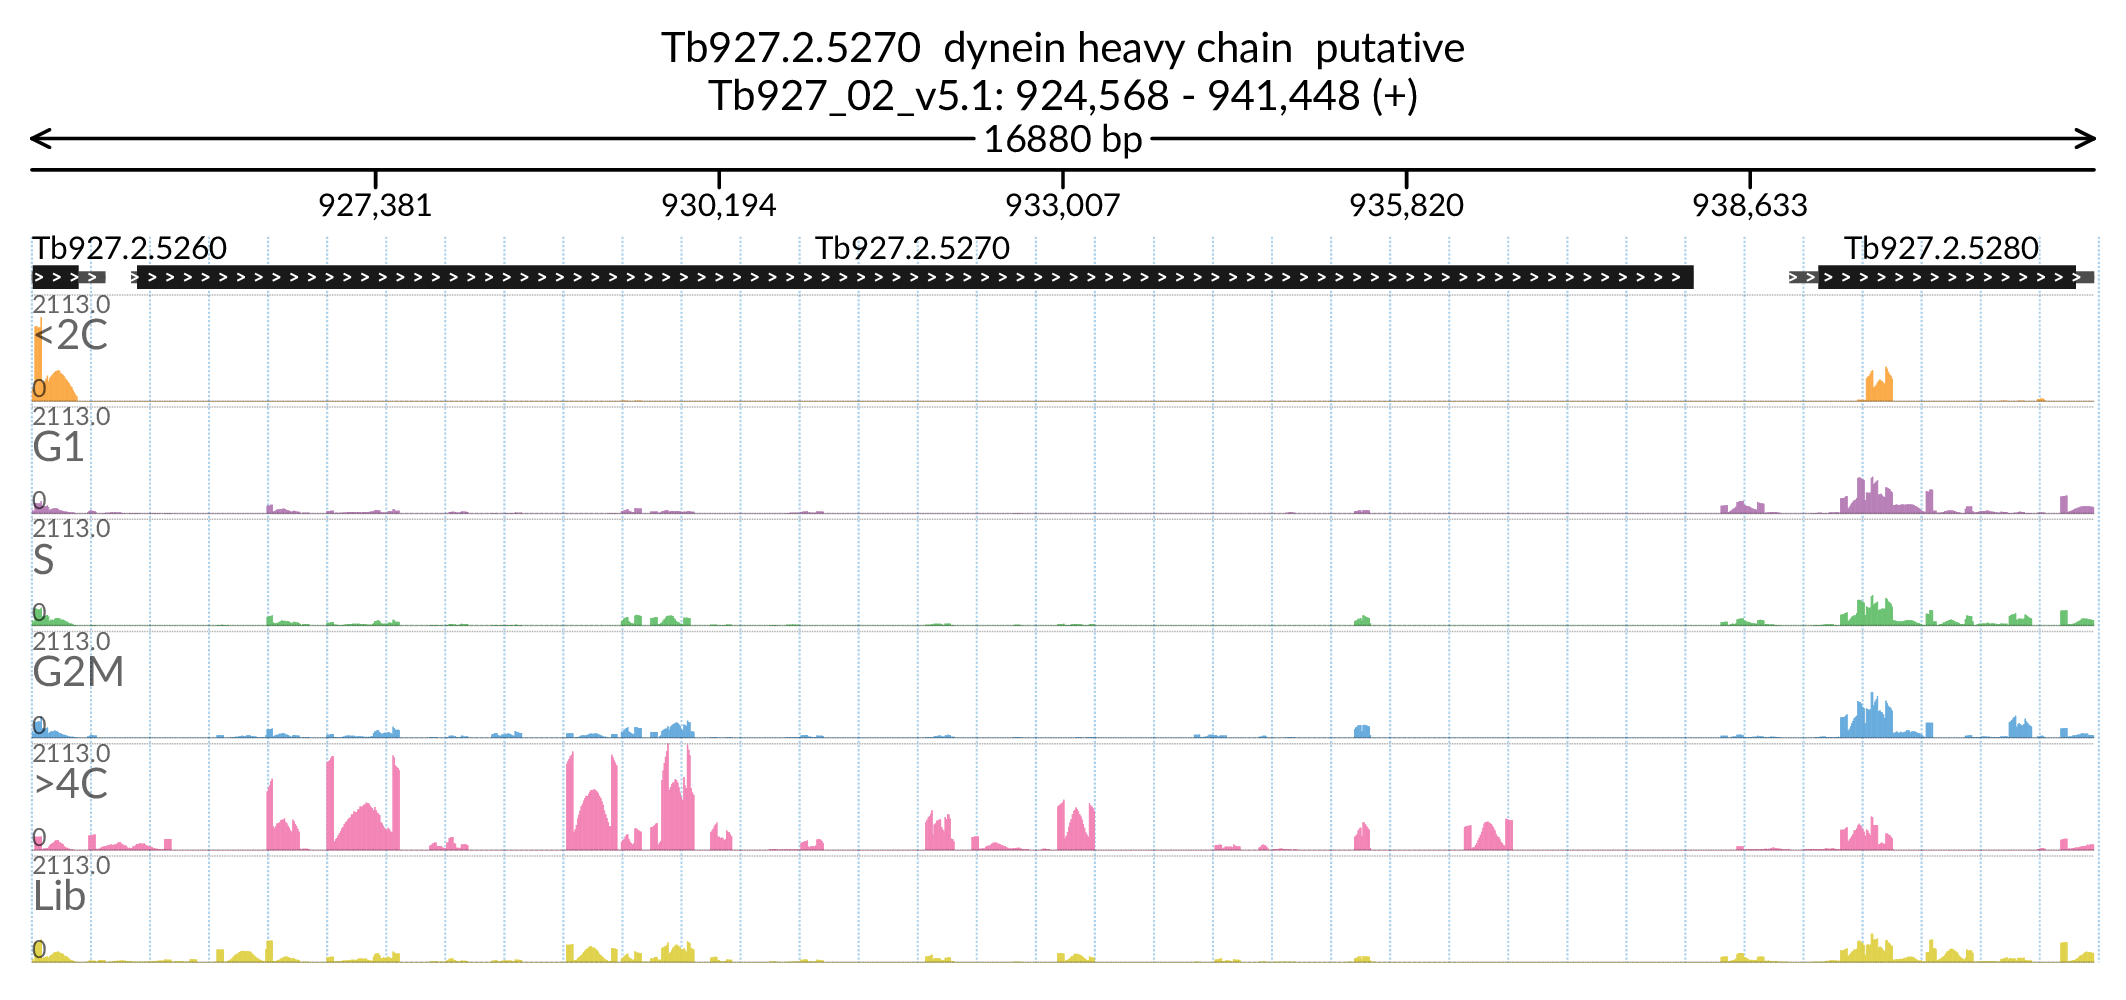 Tb927.2.5270  dynein heavy chain  putative
Tb927_02_v5.1: 924,568 - 941,448 (+)
16880 bp
927,381 930,194 933,007 935,820 938,633
Tb927.2.5260 Tb927.2.5270 Tb927.2.5280
2113.0
<2C
0
2113.0
G1
0
2113.0
S
0
2113.0
G2M
0
2113.0
>4C
0
2113.0
Lib
0